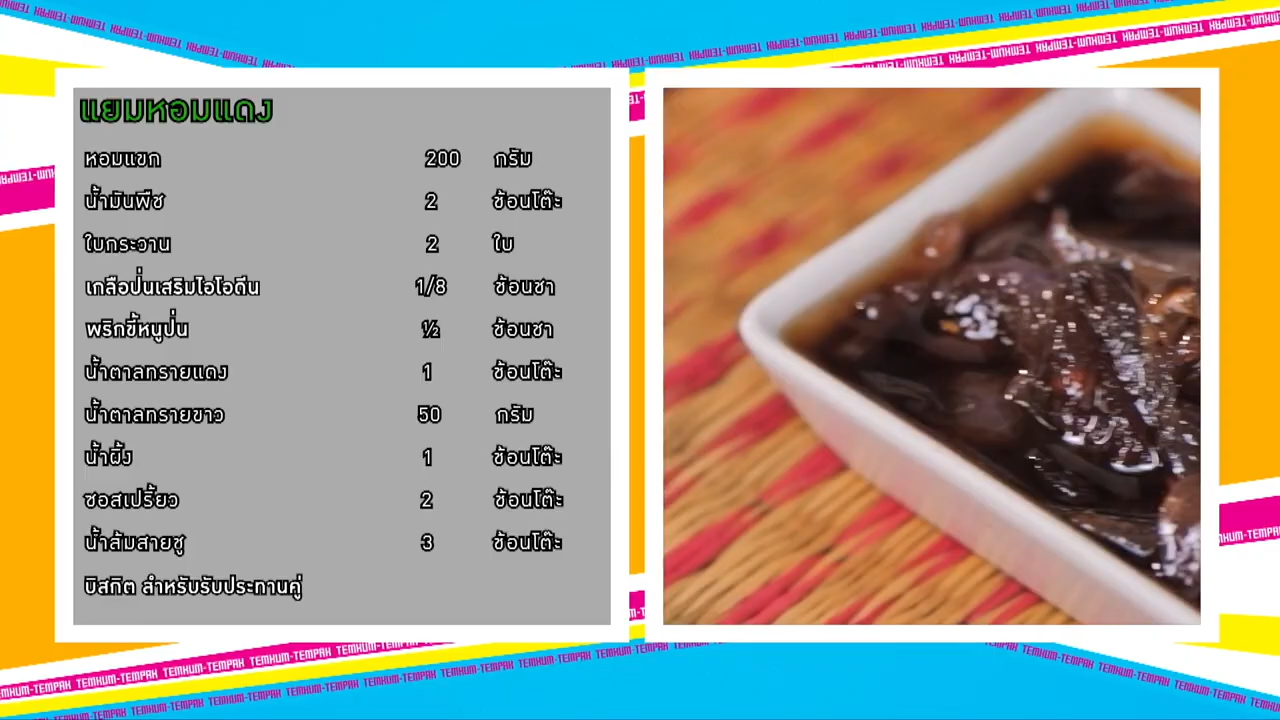 แยมหอมแดง
หอมแขก 200 กรัม
น้ำมันพืช 2 ช้อนโต๊ะ
ใบกระวาน 2 ใบ
เกลือป่นเสริมไอโอดีน 1/8 ช้อนชา
พริกขี้หนูป่น ½ ช้อนชา
น้ำตาลทรายแดง 1 ช้อนโต๊ะ
น้ำตาลทรายขาว 50 กรัม
น้ำผึ้ง 1 ช้อนโต๊ะ
ซอสเปรี้ยว 2 ช้อนโต๊ะ
น้ำส้มสายชู 3 ช้อนโต๊ะ
บิสกิต สำหรับรับประทานคู่
TEMHUM-TEMPAK TEMHUM-TEMPAK TEMHUM-TEMPAK TEMHUM-TEMPAK